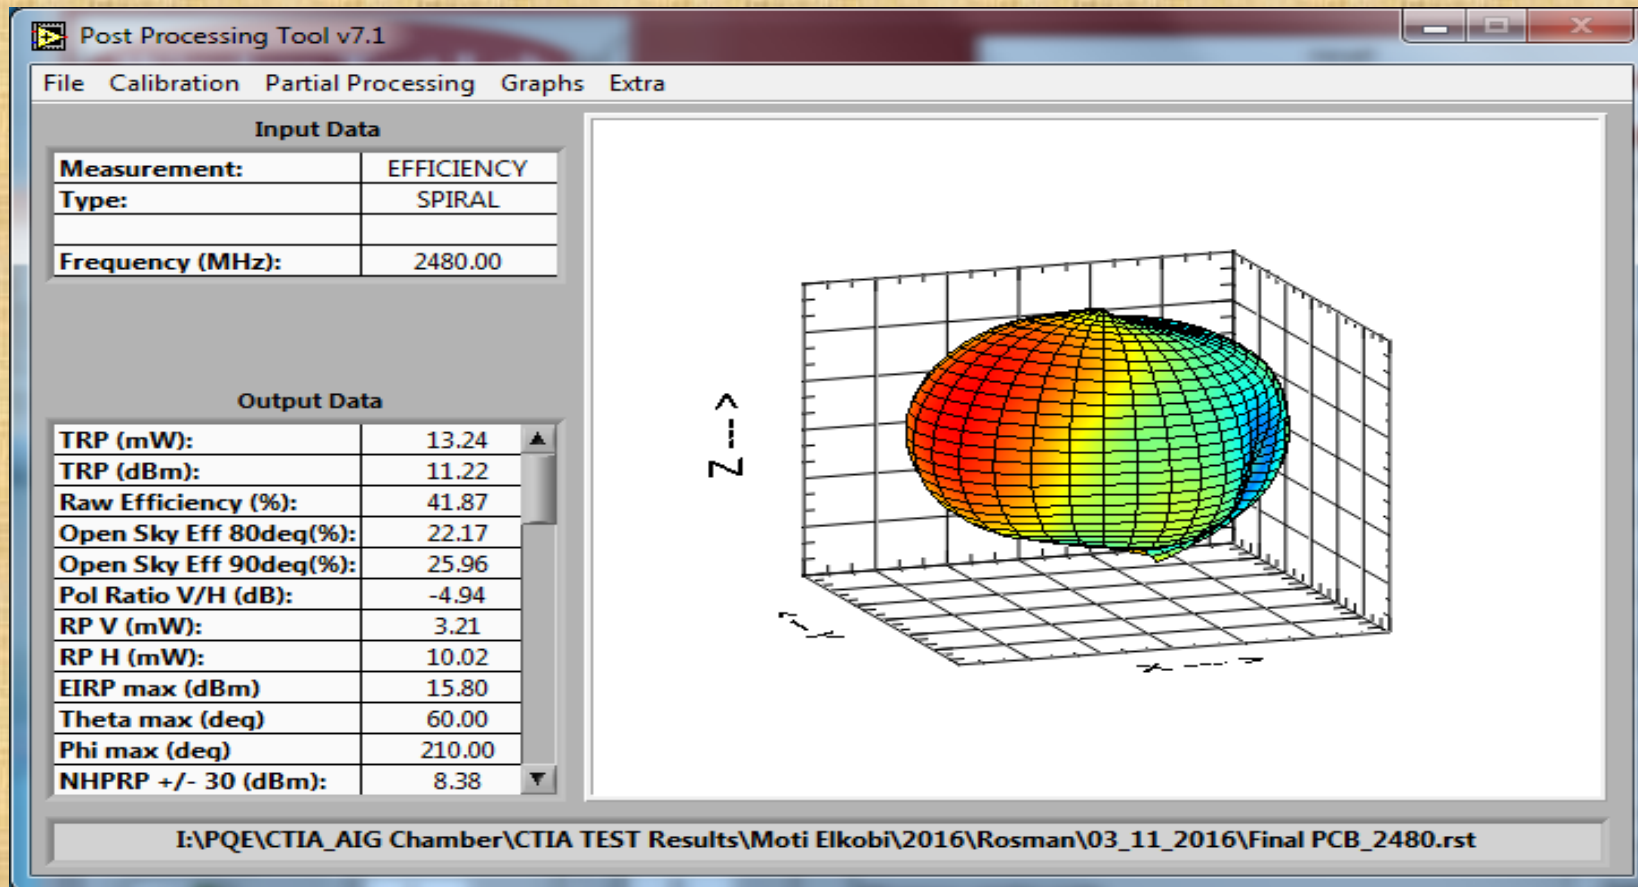 Post Processing Tool v7.1
File Calibration Partial Processing Graphs Extra
Input Data
Measurement: EFFICIENCY
Type: SPIRAL
Frequency (MHz): 2480.00
Output Data
TRP (mW): 13.24
TRP (dBm): 11.22
Raw Efficiency (%): 41.87
Open Sky Eff 80deg(%): 22.17
Open Sky Eff 90deg(%): 25.96
Pol Ratio V/H (dB): -4.94
RP V (mW): 3.21
RP H (mW): 10.02
EIRP max (dBm) 15.80
Theta max (deg) 60.00
Phi max (deg) 210.00
NHPRP +/- 30 (dBm): 8.38
Z--->
I:\PQE\CTIA_AIG Chamber\CTIA TEST Results\Moti Elkobi\2016\Rosman\03_11_2016\Final PCB_2480.rst